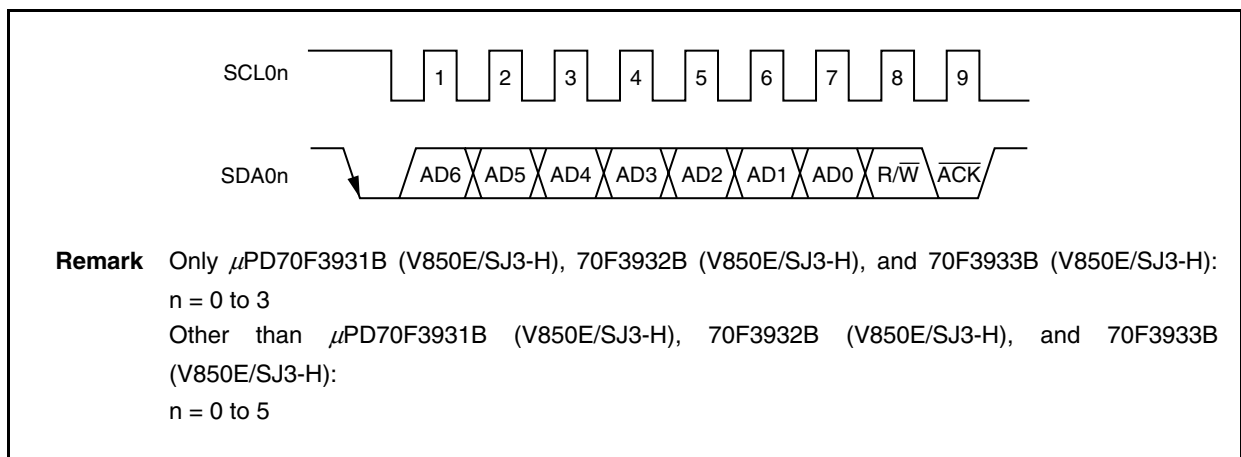 SCL0n 1 2 3 4 5 6 7 8 9
SDA0n AD6 AD5 AD4 AD3 AD2 AD1 AD0 R/W̅ A̅C̅K̅
Remark Only μPD70F3931B (V850E/SJ3-H), 70F3932B (V850E/SJ3-H), and 70F3933B (V850E/SJ3-H):
n = 0 to 3
Other than μPD70F3931B (V850E/SJ3-H), 70F3932B (V850E/SJ3-H), and 70F3933B
(V850E/SJ3-H):
n = 0 to 5